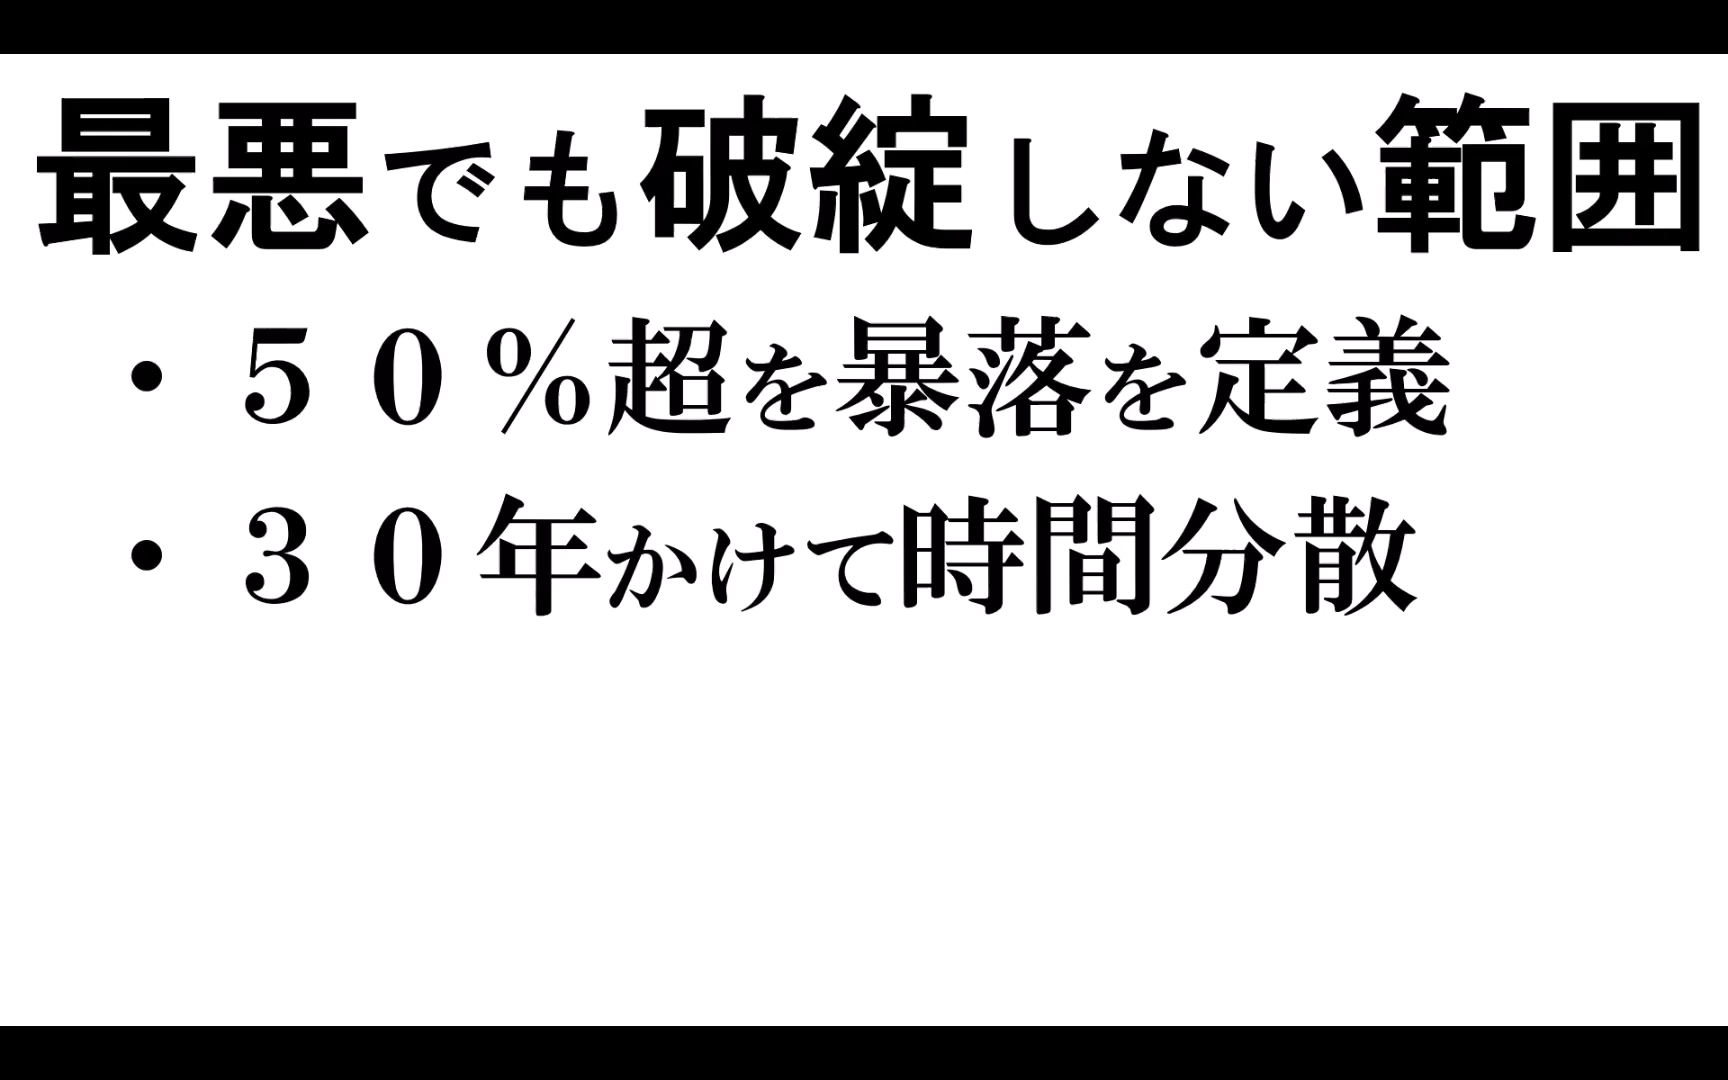 最悪でも破綻しない範囲
・５０％超を暴落を定義
・３０年かけて時間分散